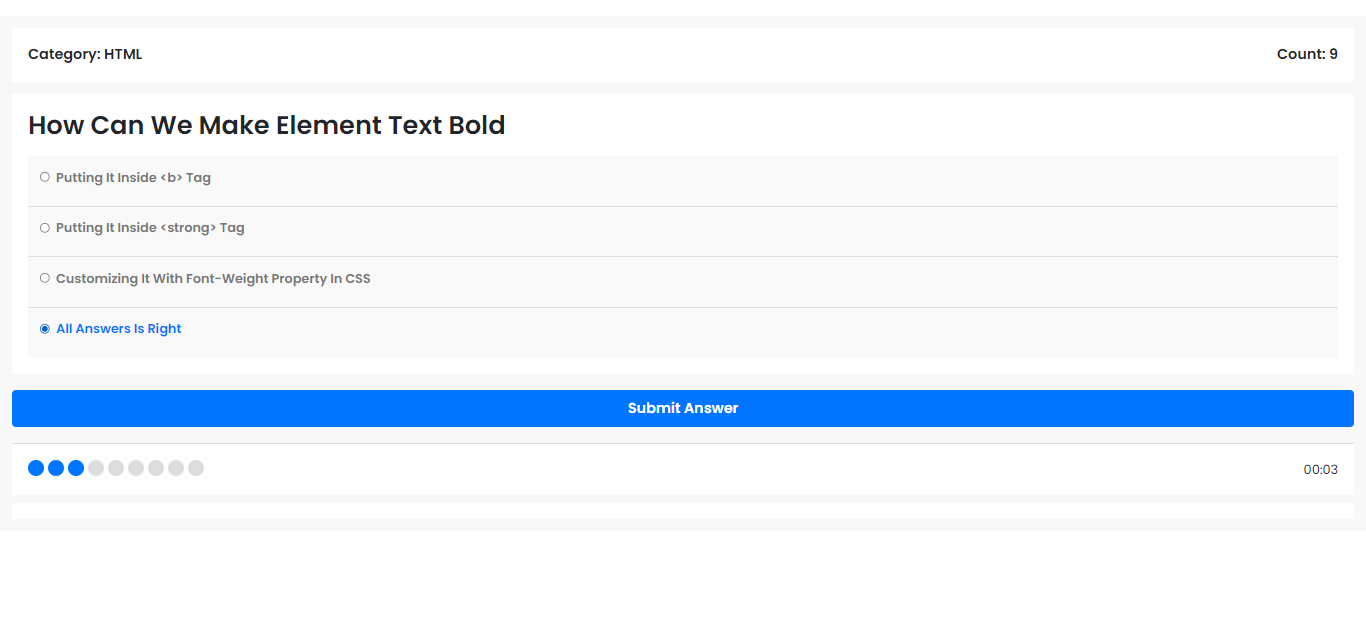 Category: HTML Count: 9
How Can We Make Element Text Bold
Putting It Inside <b> Tag
Putting It Inside <strong> Tag
Customizing It With Font-Weight Property In CSS
All Answers Is Right
Submit Answer
00:03